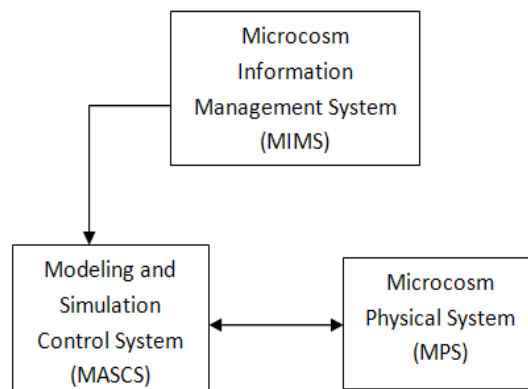 Microcosm
Information
Management System
(MIMS)
Modeling and
Simulation
Control System
(MASCS)
Microcosm
Physical System
(MPS)